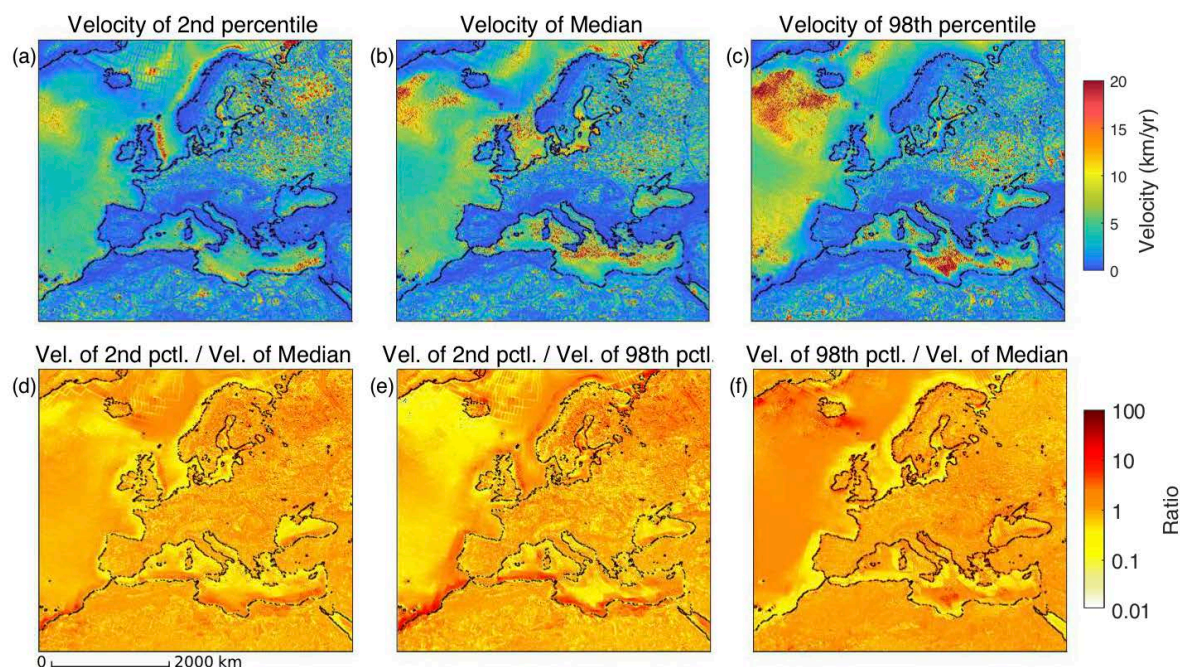 Velocity of 2nd percentile
Velocity of Median
Velocity of 98th percentile
(a)
(b)
(c)
20
15
10
5
0
Velocity (km/yr)
Vel. of 2nd pctl. / Vel. of Median
Vel. of 2nd pctl. / Vel. of 98th pctl.
Vel. of 98th pctl. / Vel. of Median
(d)
(e)
(f)
100
10
1
0.1
0.01
Ratio
0 2000 km